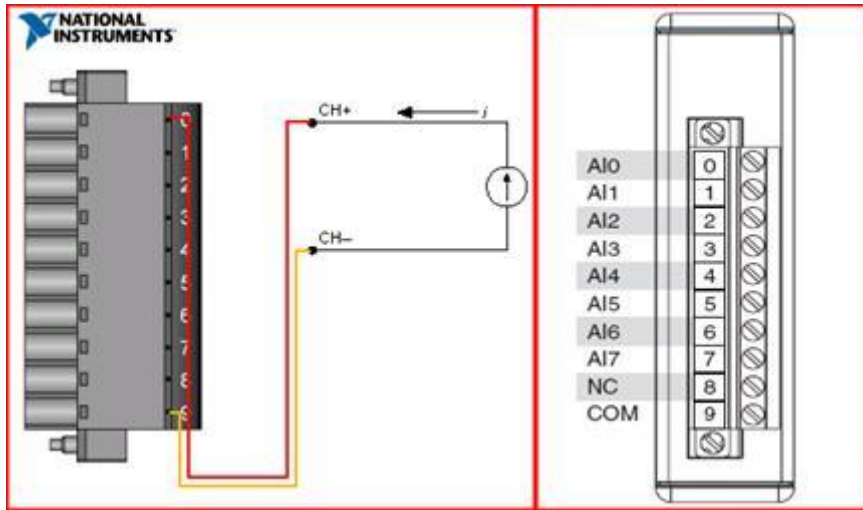 NATIONAL
INSTRUMENTS
0
1
2
3
4
5
6
7
8
9
CH+
i
CH–
AI0 0
AI1 1
AI2 2
AI3 3
AI4 4
AI5 5
AI6 6
AI7 7
NC 8
COM 9